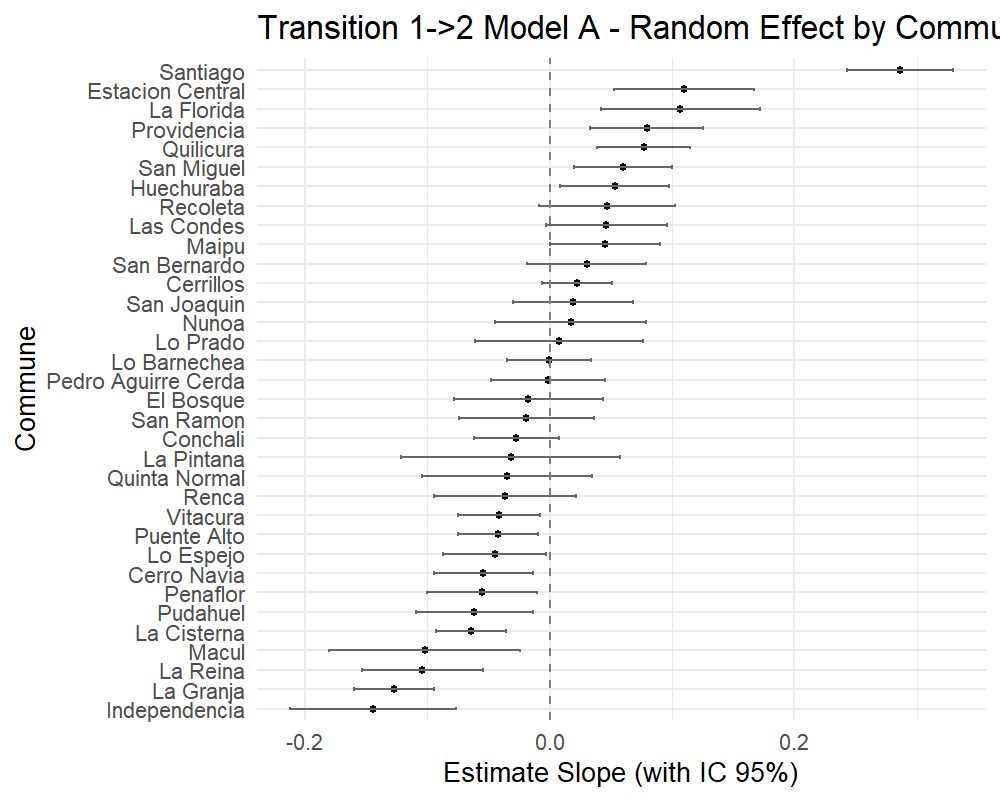 Transition 1->2 Model A - Random Effect by Commu
Santiago
Estacion Central
La Florida
Providencia
Quilicura
San Miguel
Huechuraba
Recoleta
Las Condes
Maipu
San Bernardo
Cerrillos
San Joaquin
Nunoa
Lo Prado
Lo Barnechea
Pedro Aguirre Cerda
El Bosque
San Ramon
Conchali
La Pintana
Quinta Normal
Renca
Vitacura
Puente Alto
Lo Espejo
Cerro Navia
Penaflor
Pudahuel
La Cisterna
Macul
La Reina
La Granja
Independencia
Commune
-0.2 0.0 0.2
Estimate Slope (with IC 95%)